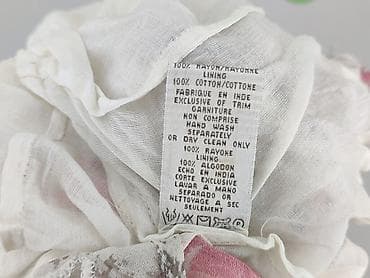 100% RAYON/RAYONNE
LINING
100% COTTON/COTTONE
FABRIQUE EN INDE
EXCLUSIVE OF TRIM
GARNITURE
NON COMPRISE
HAND WASH
SEPARATELY
OR DRY CLEAN ONLY
100% RAYONE
LINING
100% ALGODON
ECHO EN INDIA
CORTE EXCLUSIVE
LAVAR A MANO
SEPARADO OR
NETTOYAGE A SEC
SEULEMENT